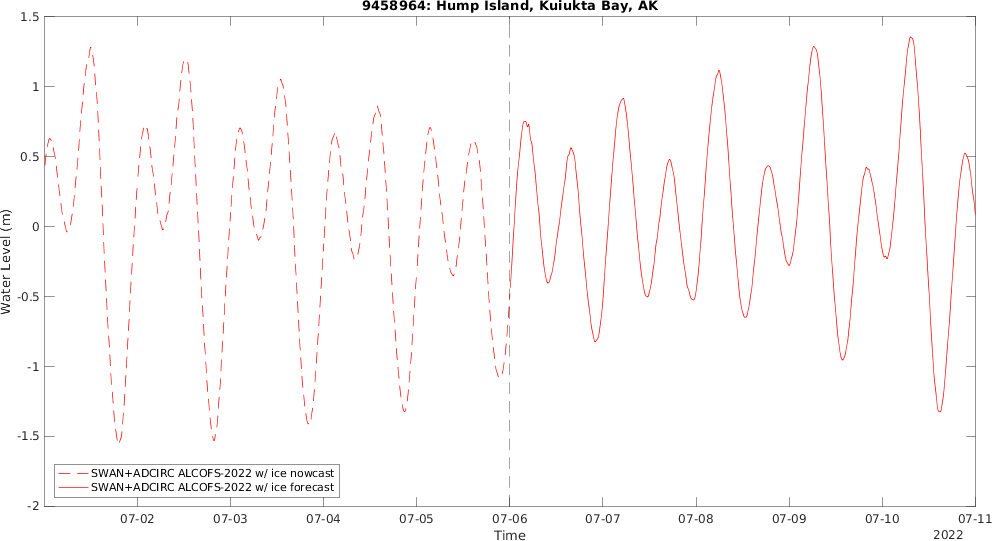 9458964: Hump Island, Kuiukta Bay, AK
1.5
1
0.5
0
-0.5
-1
-1.5
-2
Water Level (m)
SWAN+ADCIRC ALCOFS-2022 w/ ice nowcast
SWAN+ADCIRC ALCOFS-2022 w/ ice forecast
07-02 07-03 07-04 07-05 07-06 07-07 07-08 07-09 07-10 07-11
Time
2022